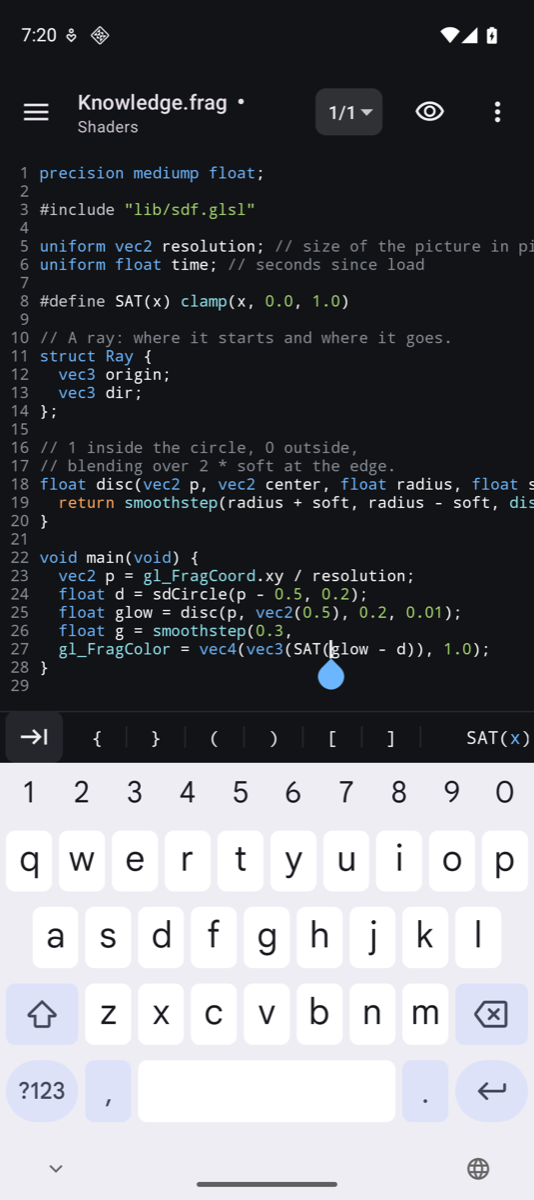 7:20
Knowledge.frag •
Shaders
1/1
1 precision mediump float;
2
3 #include "lib/sdf.glsl"
4
5 uniform vec2 resolution; // size of the picture in pi
6 uniform float time; // seconds since load
7
8 #define SAT(x) clamp(x, 0.0, 1.0)
9
10 // A ray: where it starts and where it goes.
11 struct Ray {
12   vec3 origin;
13   vec3 dir;
14 };
15
16 // 1 inside the circle, 0 outside,
17 // blending over 2 * soft at the edge.
18 float disc(vec2 p, vec2 center, float radius, float s
19   return smoothstep(radius + soft, radius - soft, dis
20 }
21
22 void main(void) {
23   vec2 p = gl_FragCoord.xy / resolution;
24   float d = sdCircle(p - 0.5, 0.2);
25   float glow = disc(p, vec2(0.5), 0.2, 0.01);
26   float g = smoothstep(0.3,
27   gl_FragColor = vec4(vec3(SAT(glow - d)), 1.0);
28 }
29
{ } ( ) [ ] SAT(x)
1 2 3 4 5 6 7 8 9 0
q w e r t y u i o p
a s d f g h j k l
z x c v b n m
?123 , .